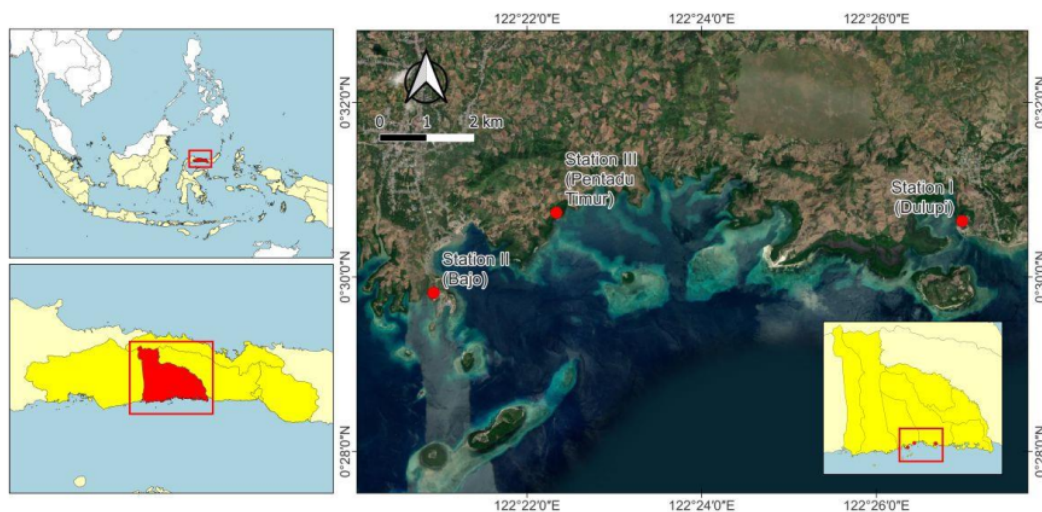 122°22'0"E 122°24'0"E 122°26'0"E
0°32'0"N
0°32'0"N
0 1 2 km
Station III
(Pentadu
Timur)
Station I
(Dulupi)
Station II
(Bajo)
0°30'0"N
0°30'0"N
0°28'0"N
0°28'0"N
122°22'0"E 122°24'0"E 122°26'0"E